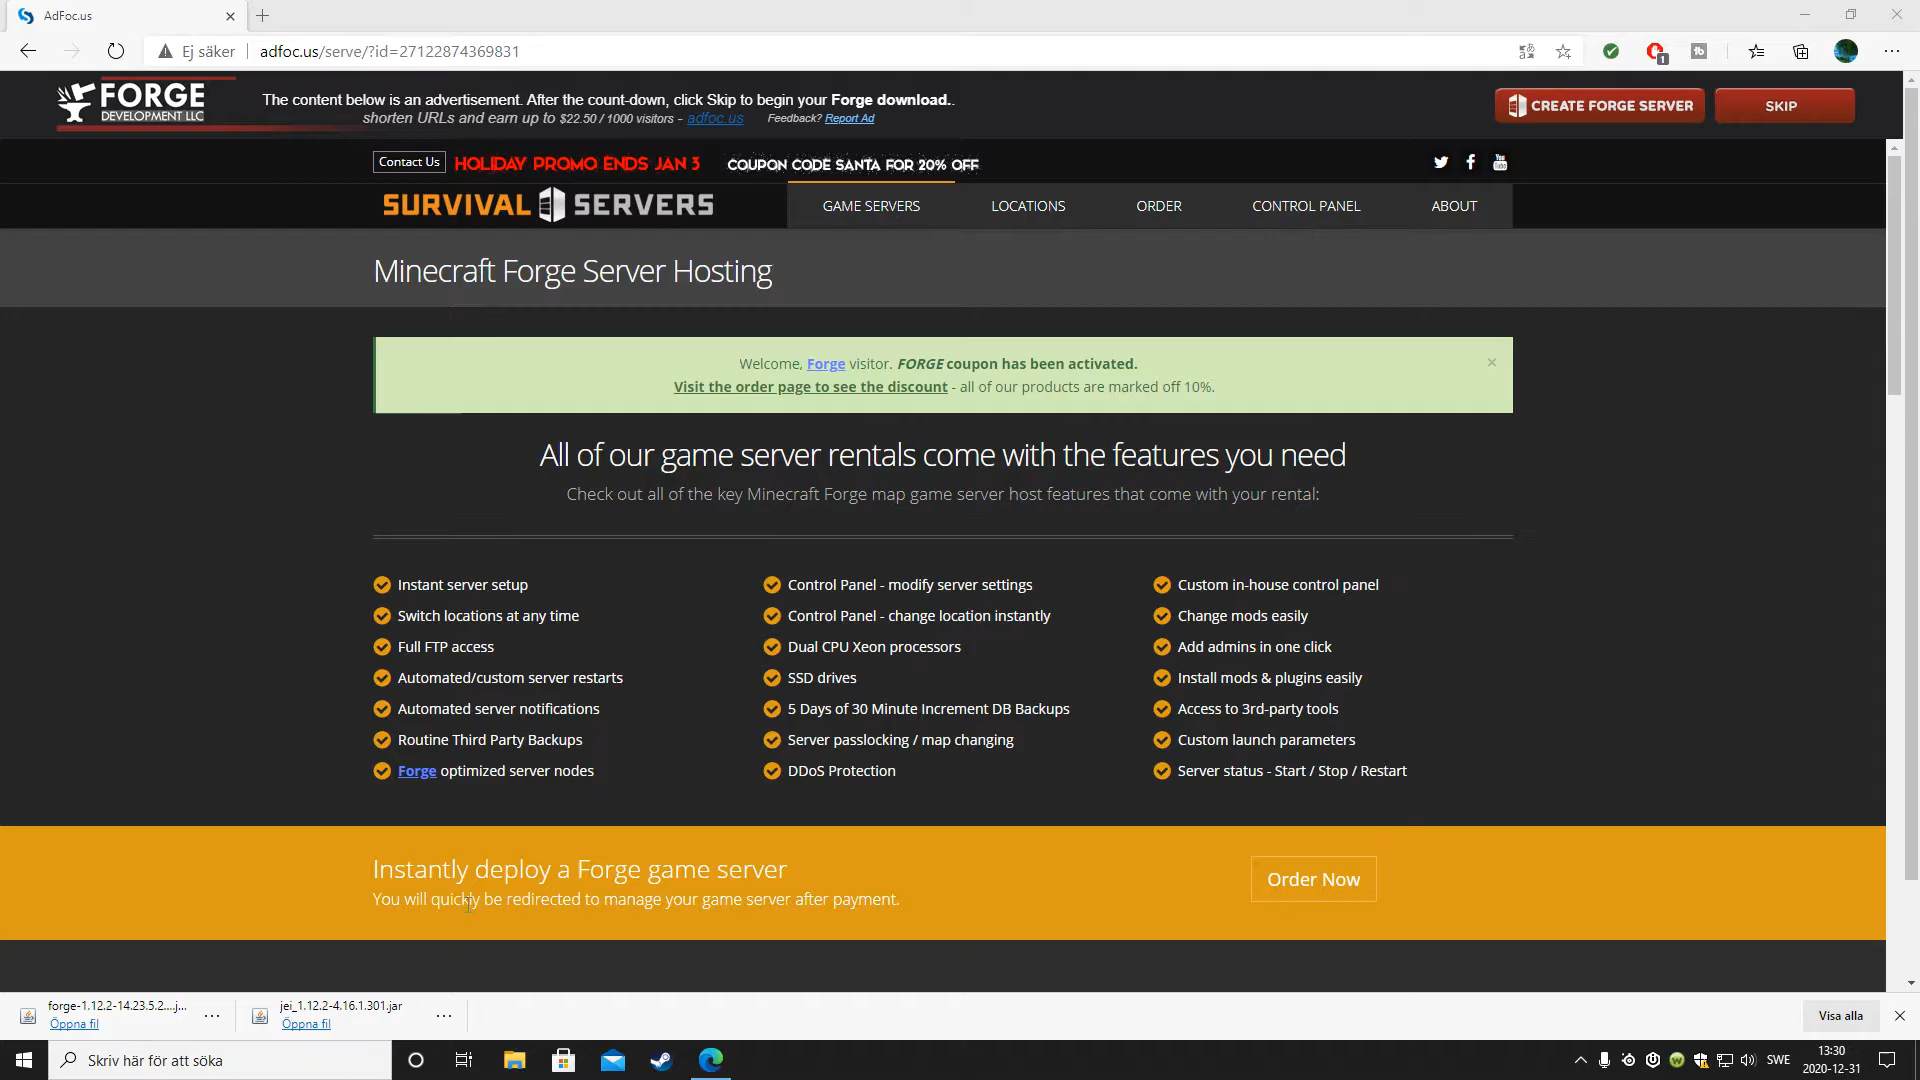 AdFoc.us
Ej säker
adfoc.us/serve/?id=27122874369831
1
FORGE
DEVELOPMENT LLC
The content below is an advertisement. After the count-down, click Skip to begin your Forge download..
shorten URLs and earn up to $22.50 / 1000 visitors - adfoc.us Feedback? Report Ad
CREATE FORGE SERVER
SKIP
Contact Us
HOLIDAY PROMO ENDS JAN 3
COUPON CODE SANTA FOR 20% OFF
You Tube
SURVIVAL SERVERS
GAME SERVERS
LOCATIONS
ORDER
CONTROL PANEL
ABOUT
Minecraft Forge Server Hosting
Welcome, Forge visitor. FORGE coupon has been activated.
Visit the order page to see the discount - all of our products are marked off 10%.
All of our game server rentals come with the features you need
Check out all of the key Minecraft Forge map game server host features that come with your rental:
Instant server setup
Switch locations at any time
Full FTP access
Automated/custom server restarts
Automated server notifications
Routine Third Party Backups
Forge optimized server nodes
Control Panel - modify server settings
Control Panel - change location instantly
Dual CPU Xeon processors
SSD drives
5 Days of 30 Minute Increment DB Backups
Server passlocking / map changing
DDoS Protection
Custom in-house control panel
Change mods easily
Add admins in one click
Install mods & plugins easily
Access to 3rd-party tools
Custom launch parameters
Server status - Start / Stop / Restart
Instantly deploy a Forge game server
You will quickly be redirected to manage your game server after payment.
Order Now
forge-1.12.2-14.23.5.2....j...
Öppna fil
jei_1.12.2-4.16.1.301.jar
Öppna fil
Visa alla
Skriv här för att söka
SWE
13:30
2020-12-31